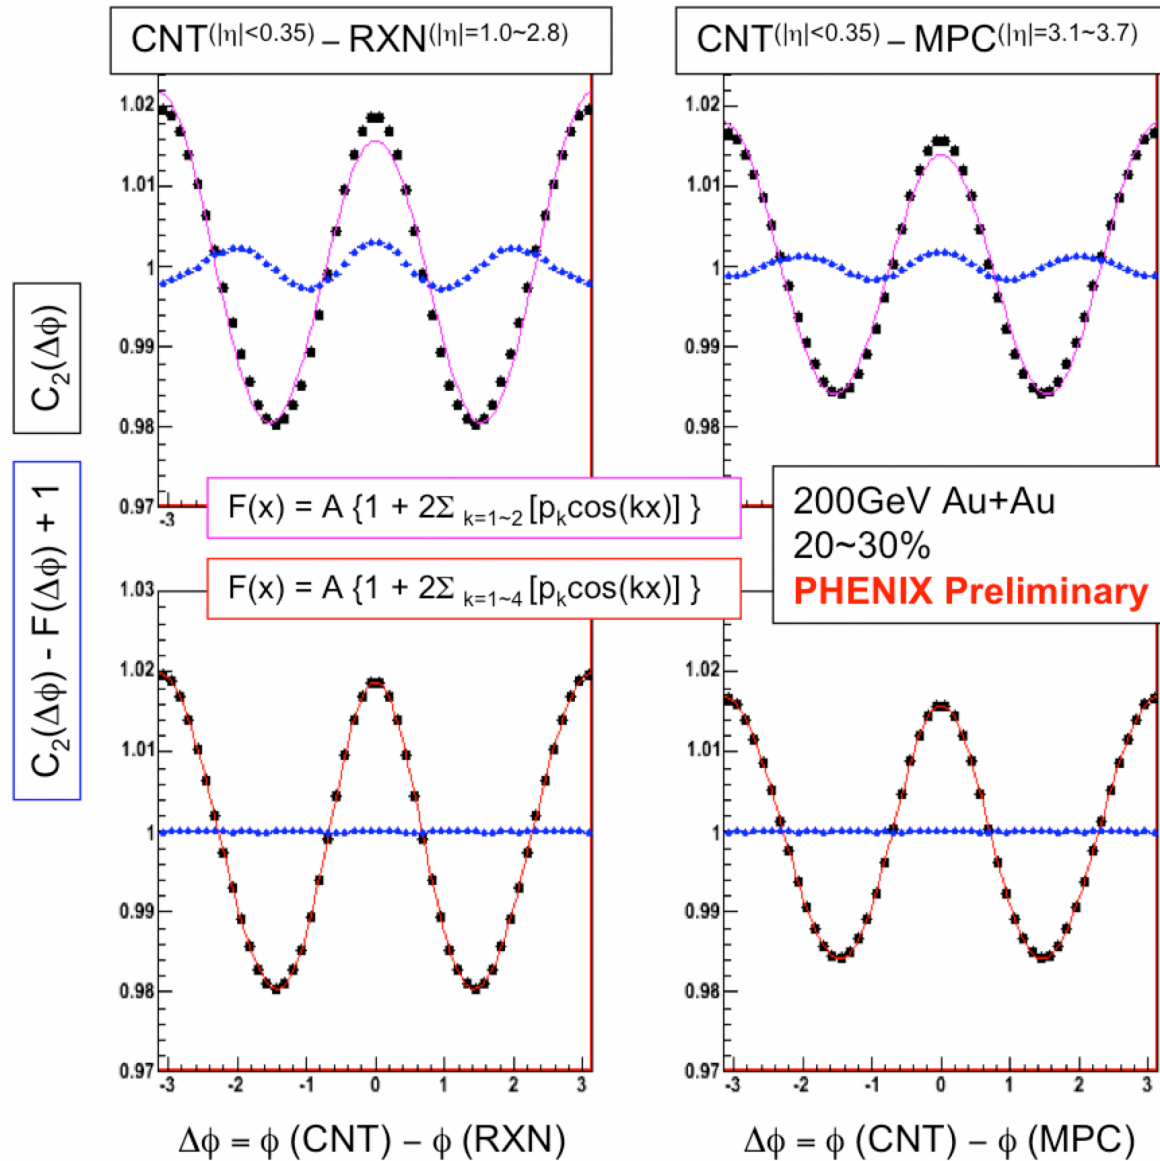 CNT(|η|<0.35) – RXN(|η|=1.0~2.8)
CNT(|η|<0.35) – MPC(|η|=3.1~3.7)
1.02
1.01
1
0.99
0.98
0.97
-3
1.02
1.01
1
0.99
0.98
C2(Δϕ)
C2(Δϕ) - F(Δϕ) + 1
F(x) = A {1 + 2Σ k=1~2 [pkcos(kx)] }
F(x) = A {1 + 2Σ k=1~4 [pkcos(kx)] }
200GeV Au+Au
20~30%
PHENIX Preliminary
1.03
1.02
1.01
1
0.99
0.98
0.97
-3 -2 -1 0 1 2 3
1.02
1.01
1
0.99
0.98
0.97
-3 -2 -1 0 1 2 3
Δϕ = ϕ (CNT) – ϕ (RXN)
Δϕ = ϕ (CNT) – ϕ (MPC)